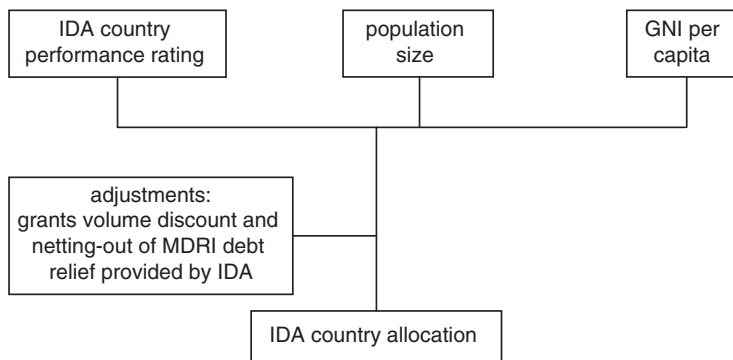 IDA country
performance rating
population
size
GNI per
capita
adjustments:
grants volume discount and
netting-out of MDRI debt
relief provided by IDA
IDA country allocation